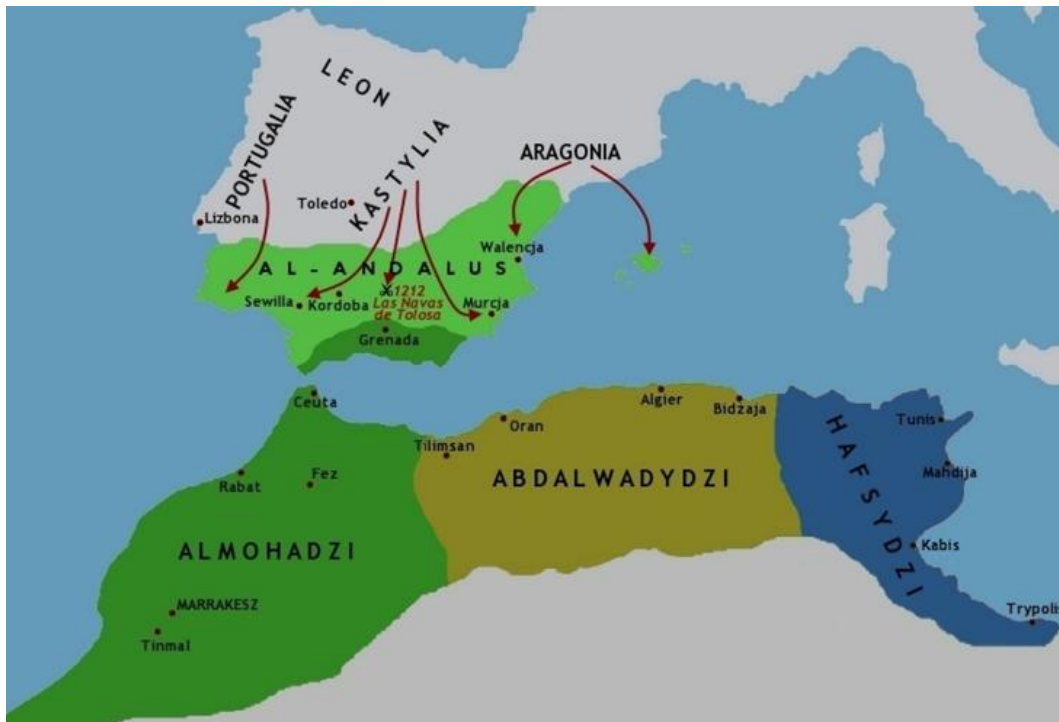 LEON
PORTUGALIA
KASTYLIA
ARAGONIA
Toledo
Lizbona
Walencja
AL-ANDALUS
1212
Las Navas
de Tolosa
Sewilla
Kordoba
Murcja
Grenada
Ceuta
Algier
Bidżaja
Oran
Tunis
Tilimsan
HAFSYDZI
Rabat
Fez
ABDALWADYDZI
Mahdija
ALMOHADZI
Kabis
MARRAKESZ
Tinmal
Trypolis